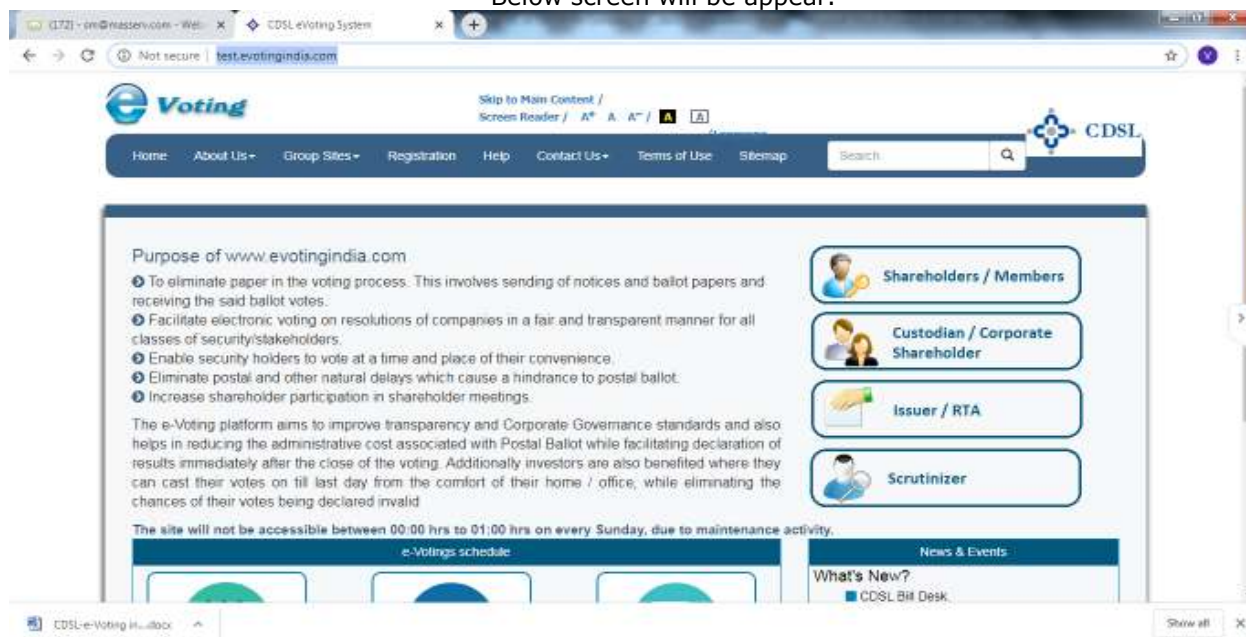 Below screen will be appear.
CDSL eVoting System
Not secure | test.evotingindia.com
e Voting
Skip to Main Content /
Screen Reader / A+ A A- / A A
CDSL
Home About Us Group Sites Registration Help Contact Us Terms of Use Sitemap Search
Purpose of www.evotingindia.com
To eliminate paper in the voting process. This involves sending of notices and ballot papers and
receiving the said ballot votes.
Facilitate electronic voting on resolutions of companies in a fair and transparent manner for all
classes of security/stakeholders.
Enable security holders to vote at a time and place of their convenience.
Eliminate postal and other natural delays which cause a hindrance to postal ballot.
Increase shareholder participation in shareholder meetings.
The e-Voting platform aims to improve transparency and Corporate Governance standards and also
helps in reducing the administrative cost associated with Postal Ballot while facilitating declaration of
results immediately after the close of the voting. Additionally investors are also benefited where they
can cast their votes on till last day from the comfort of their home / office, while eliminating the
chances of their votes being declared invalid
Shareholders / Members
Custodian / Corporate
Shareholder
Issuer / RTA
Scrutinizer
The site will not be accessible between 00:00 hrs to 01:00 hrs on every Sunday, due to maintenance activity.
e-Votings schedule
News & Events
What's New?
CDSL Bill Desk
CDSL-e-Voting in....docx
Show all